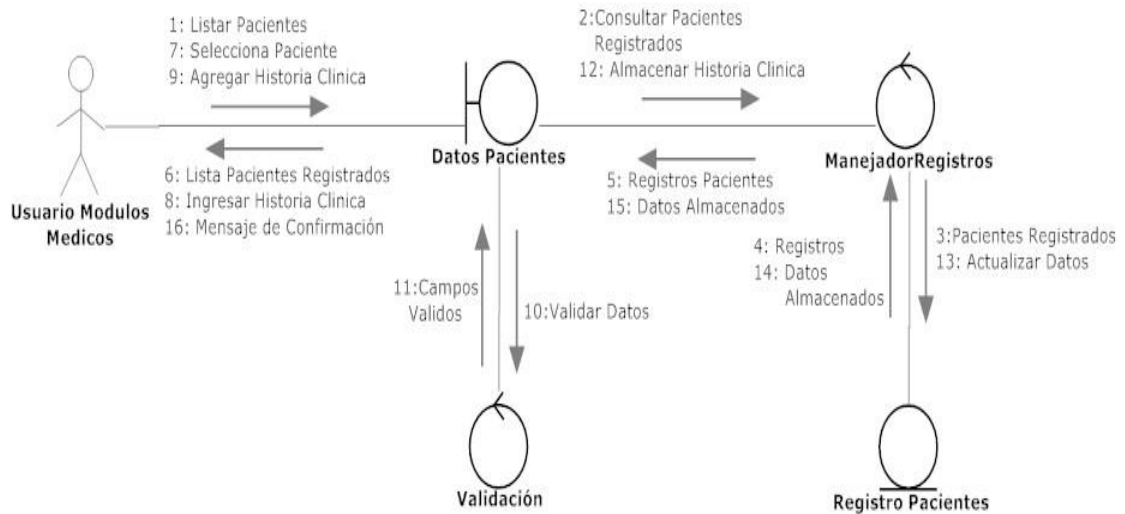 1: Listar Pacientes
7: Selecciona Paciente
9: Agregar Historia Clinica
2:Consultar Pacientes
Registrados
12: Almacenar Historia Clinica
Usuario Modulos
Medicos
Datos Pacientes
ManejadorRegistros
6: Lista Pacientes Registrados
8: Ingresar Historia Clinica
16: Mensaje de Confirmación
5: Registros Pacientes
15: Datos Almacenados
4: Registros
14: Datos
Almacenados
3:Pacientes Registrados
13: Actualizar Datos
11:Campos
Validos
10:Validar Datos
Validación
Registro Pacientes